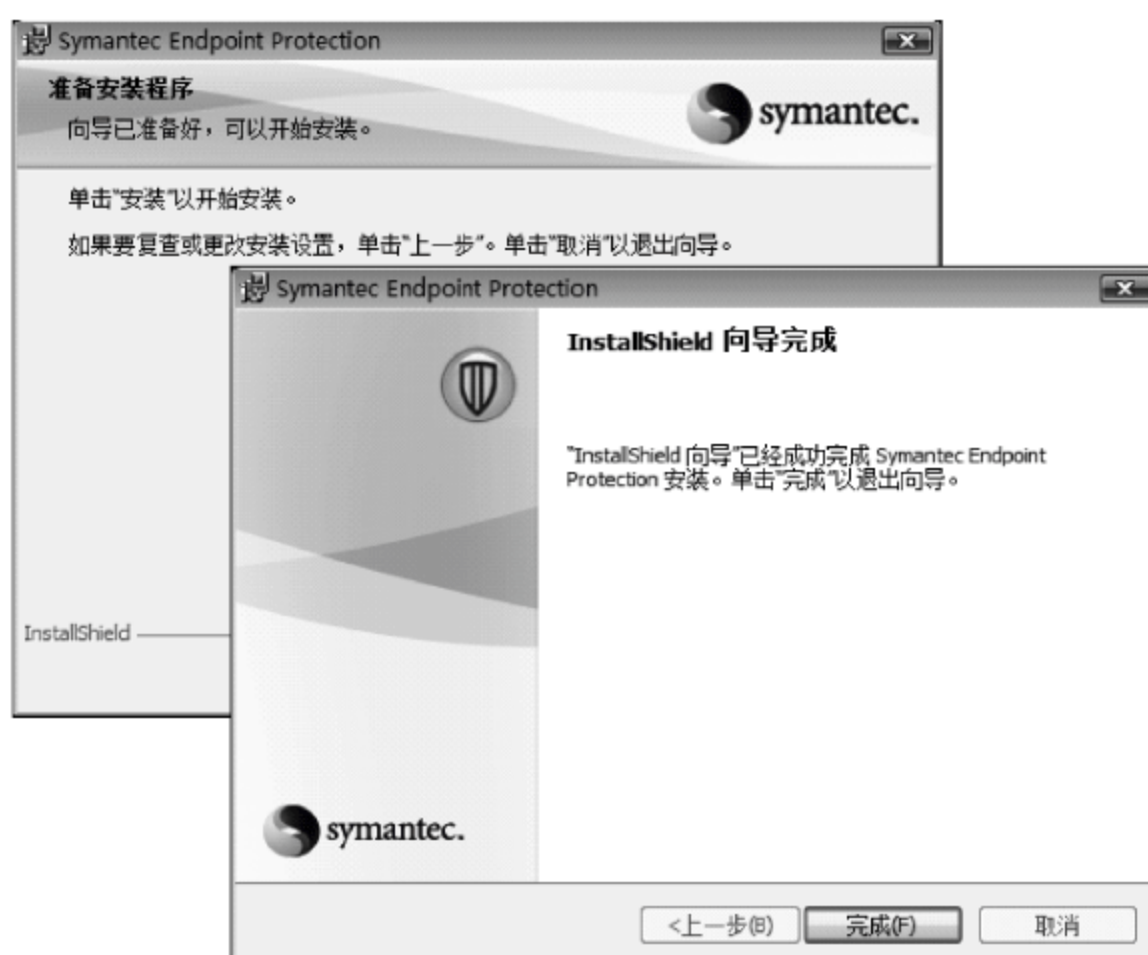 Symantec Endpoint Protection
准备安装程序
向导已准备好，可以开始安装。
symantec.
单击"安装"以开始安装。
如果要复查或更改安装设置，单击"上一步"。单击"取消"以退出向导。
InstallShield
Symantec Endpoint Protection
InstallShield 向导完成
"InstallShield 向导"已经成功完成 Symantec Endpoint
Protection 安装。单击"完成"以退出向导。
symantec.
<上一步(B) 完成(F) 取消